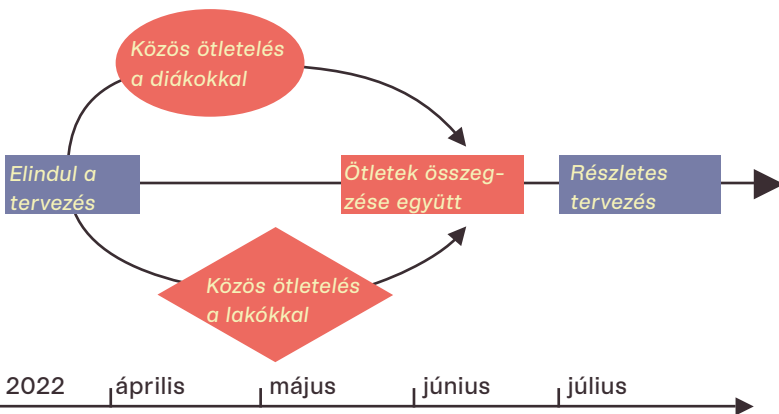 Közös ötletelés
a diákokkal
Elindul a
tervezés
Ötletek összeg-
zése együtt
Részletes
tervezés
Közös ötletelés
a lakókkal
2022 április május június július